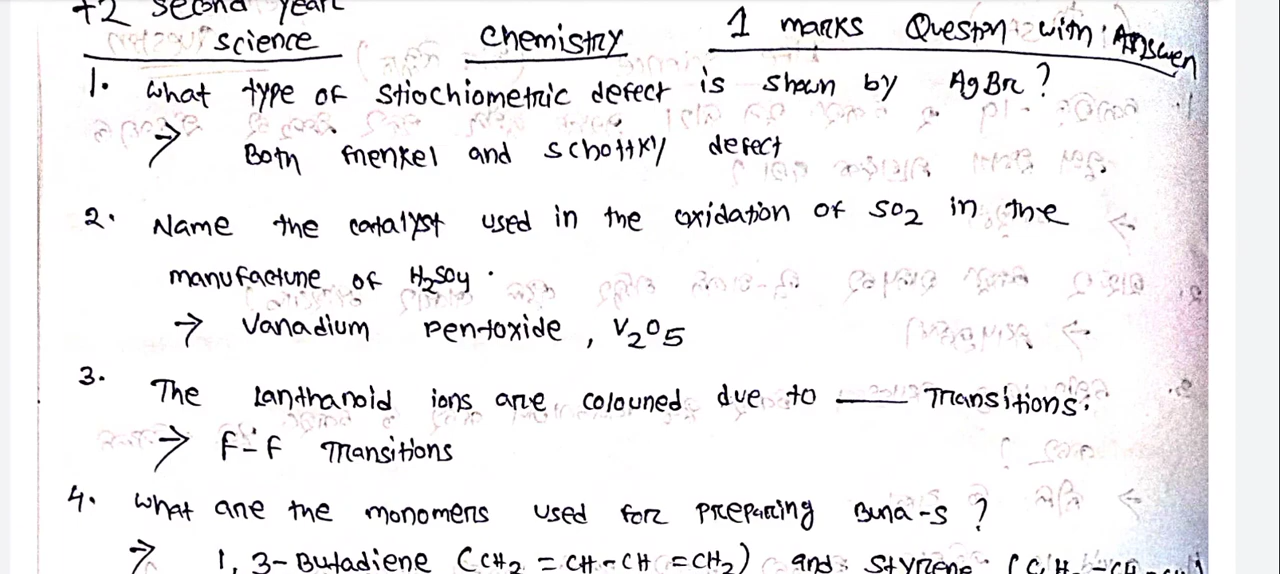 +2 second year
science chemistry 1 marks Question with Answer
1. What type of stiochiometric defect is shown by AgBr?
→ Both frenkel and schottky defect
2. Name the catalyst used in the oxidation of SO2 in the
manufacture of H2SO4.
→ Vanadium pentoxide, V2O5
3. The Lanthanoid ions are coloured due to ___ Transitions.
→ F-F Transitions
4. What are the monomers used for preparing Buna-S ?
→ 1, 3-Butadiene (CH2 = CH-CH = CH2) and styrene